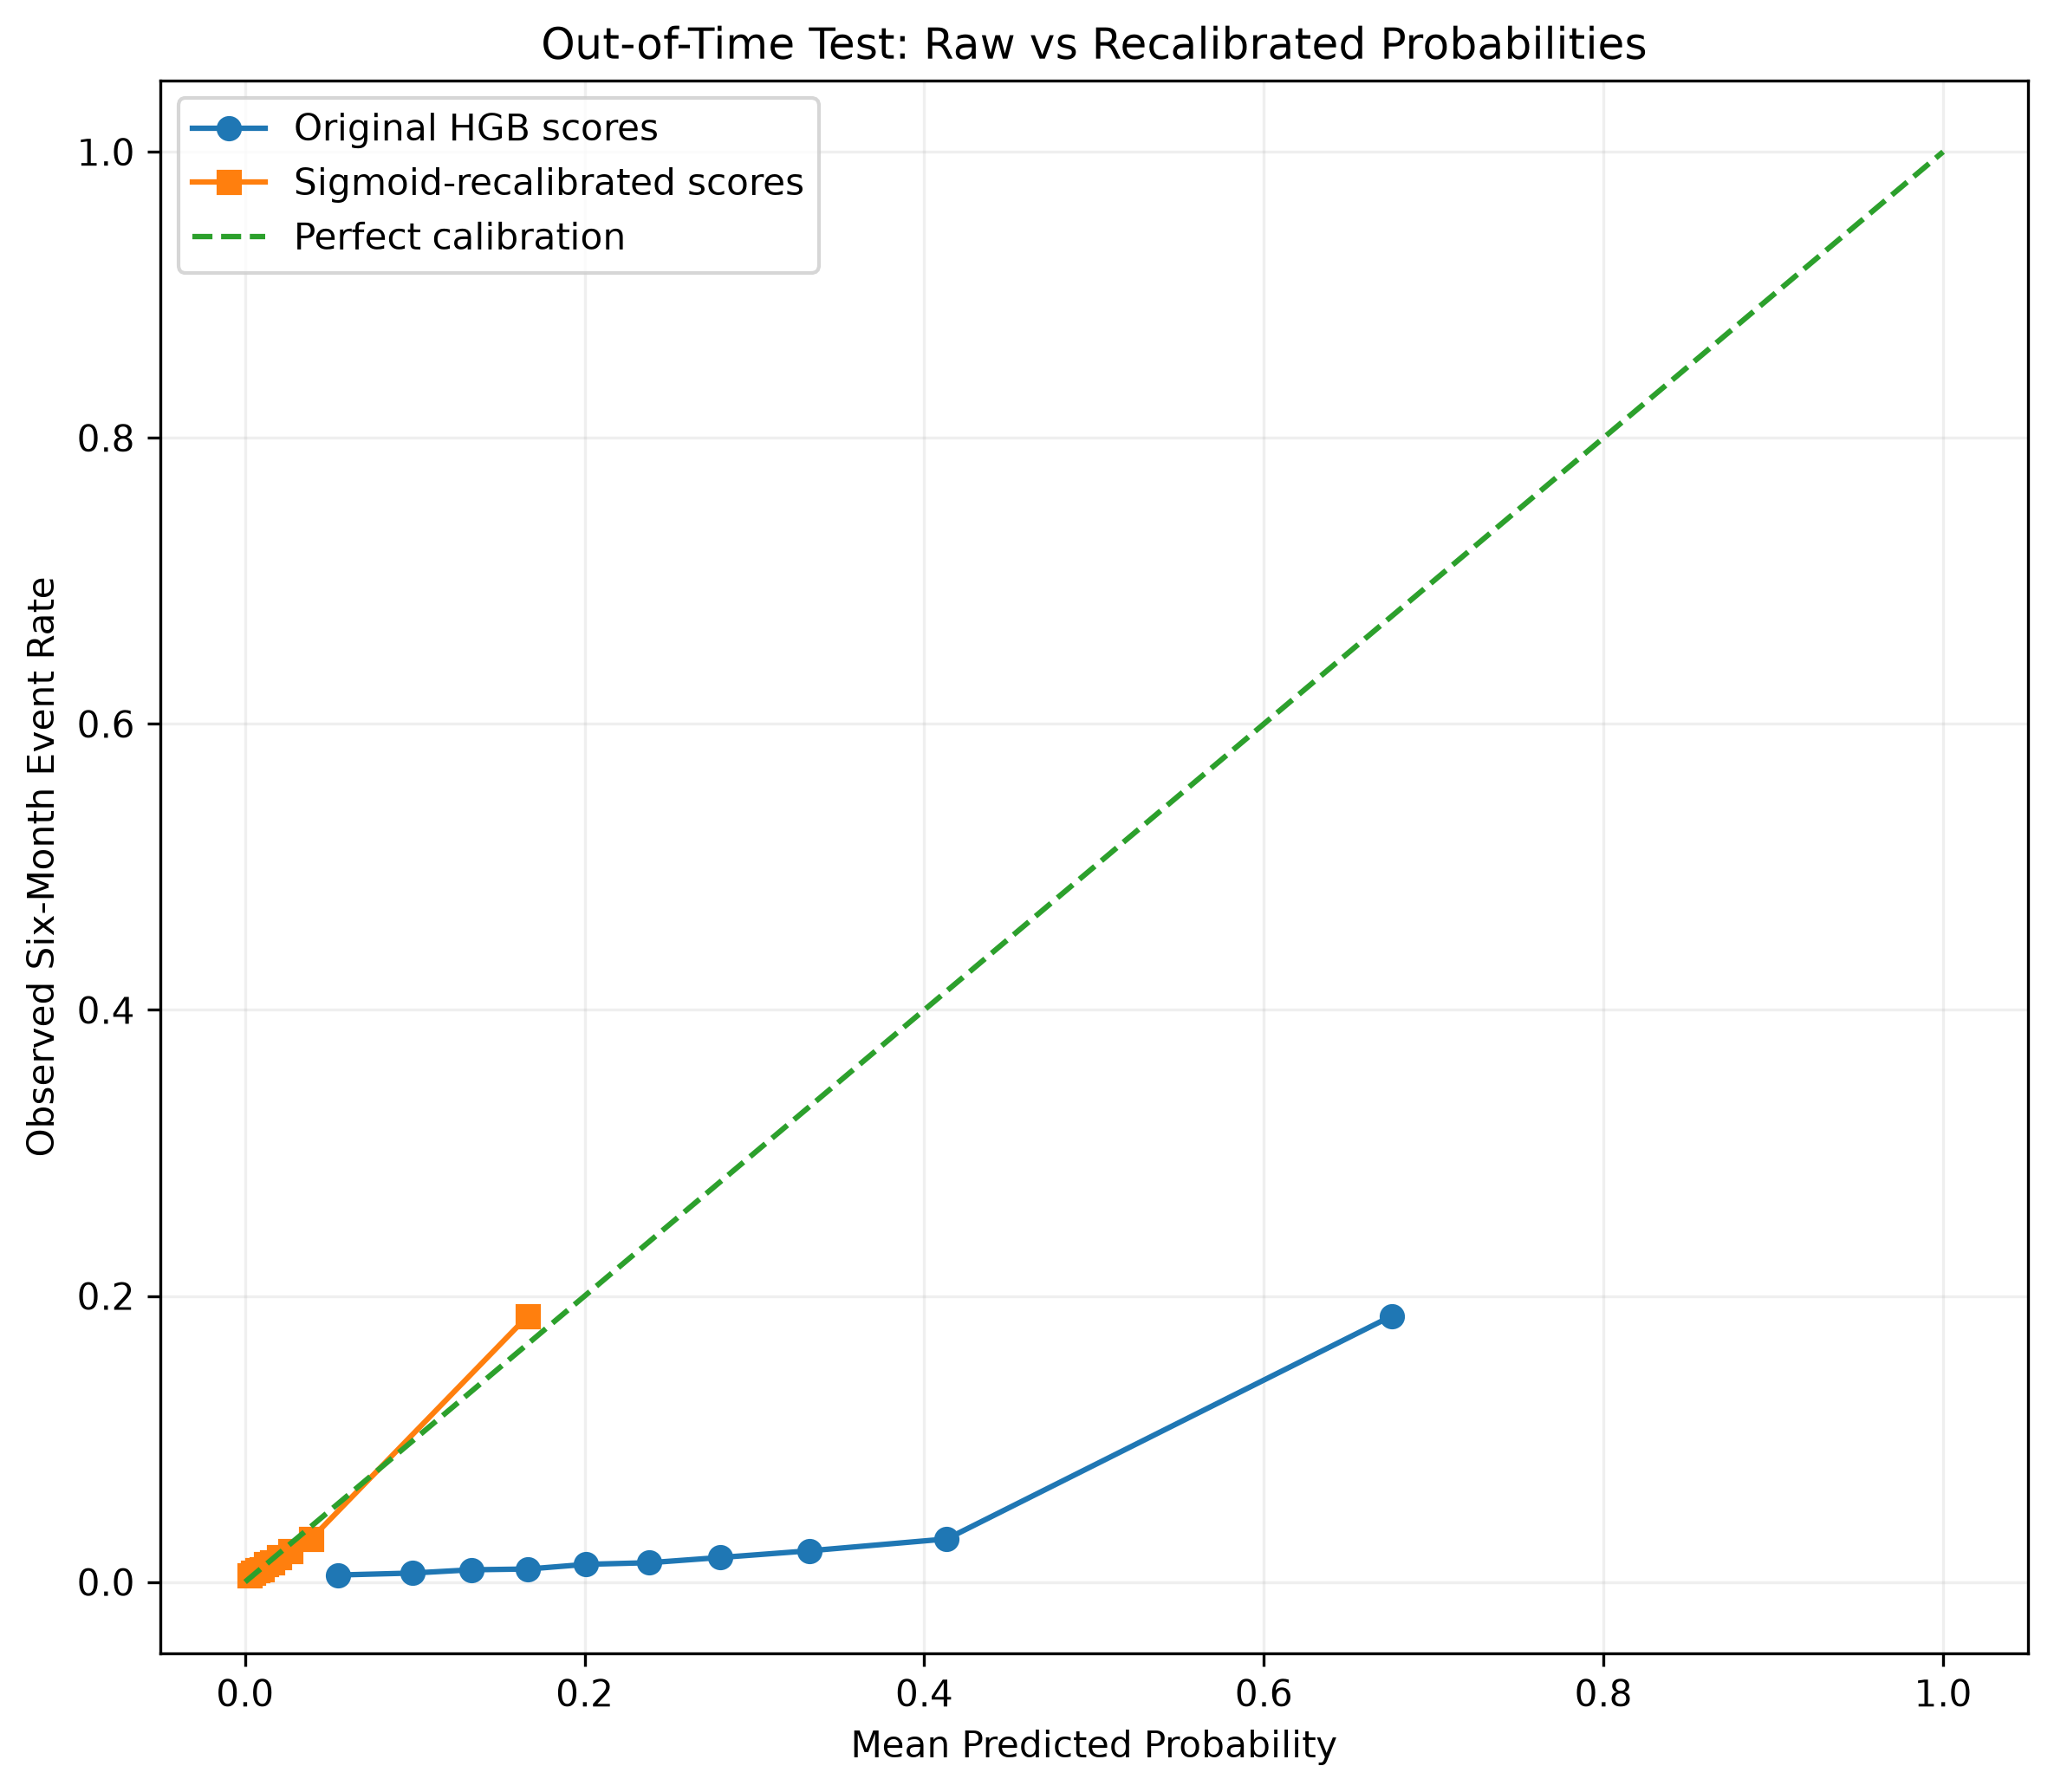 Out-of-Time Test: Raw vs Recalibrated Probabilities
Original HGB scores
Sigmoid-recalibrated scores
Perfect calibration
1.0
0.8
0.6
0.4
0.2
0.0
Observed Six-Month Event Rate
0.0 0.2 0.4 0.6 0.8 1.0
Mean Predicted Probability